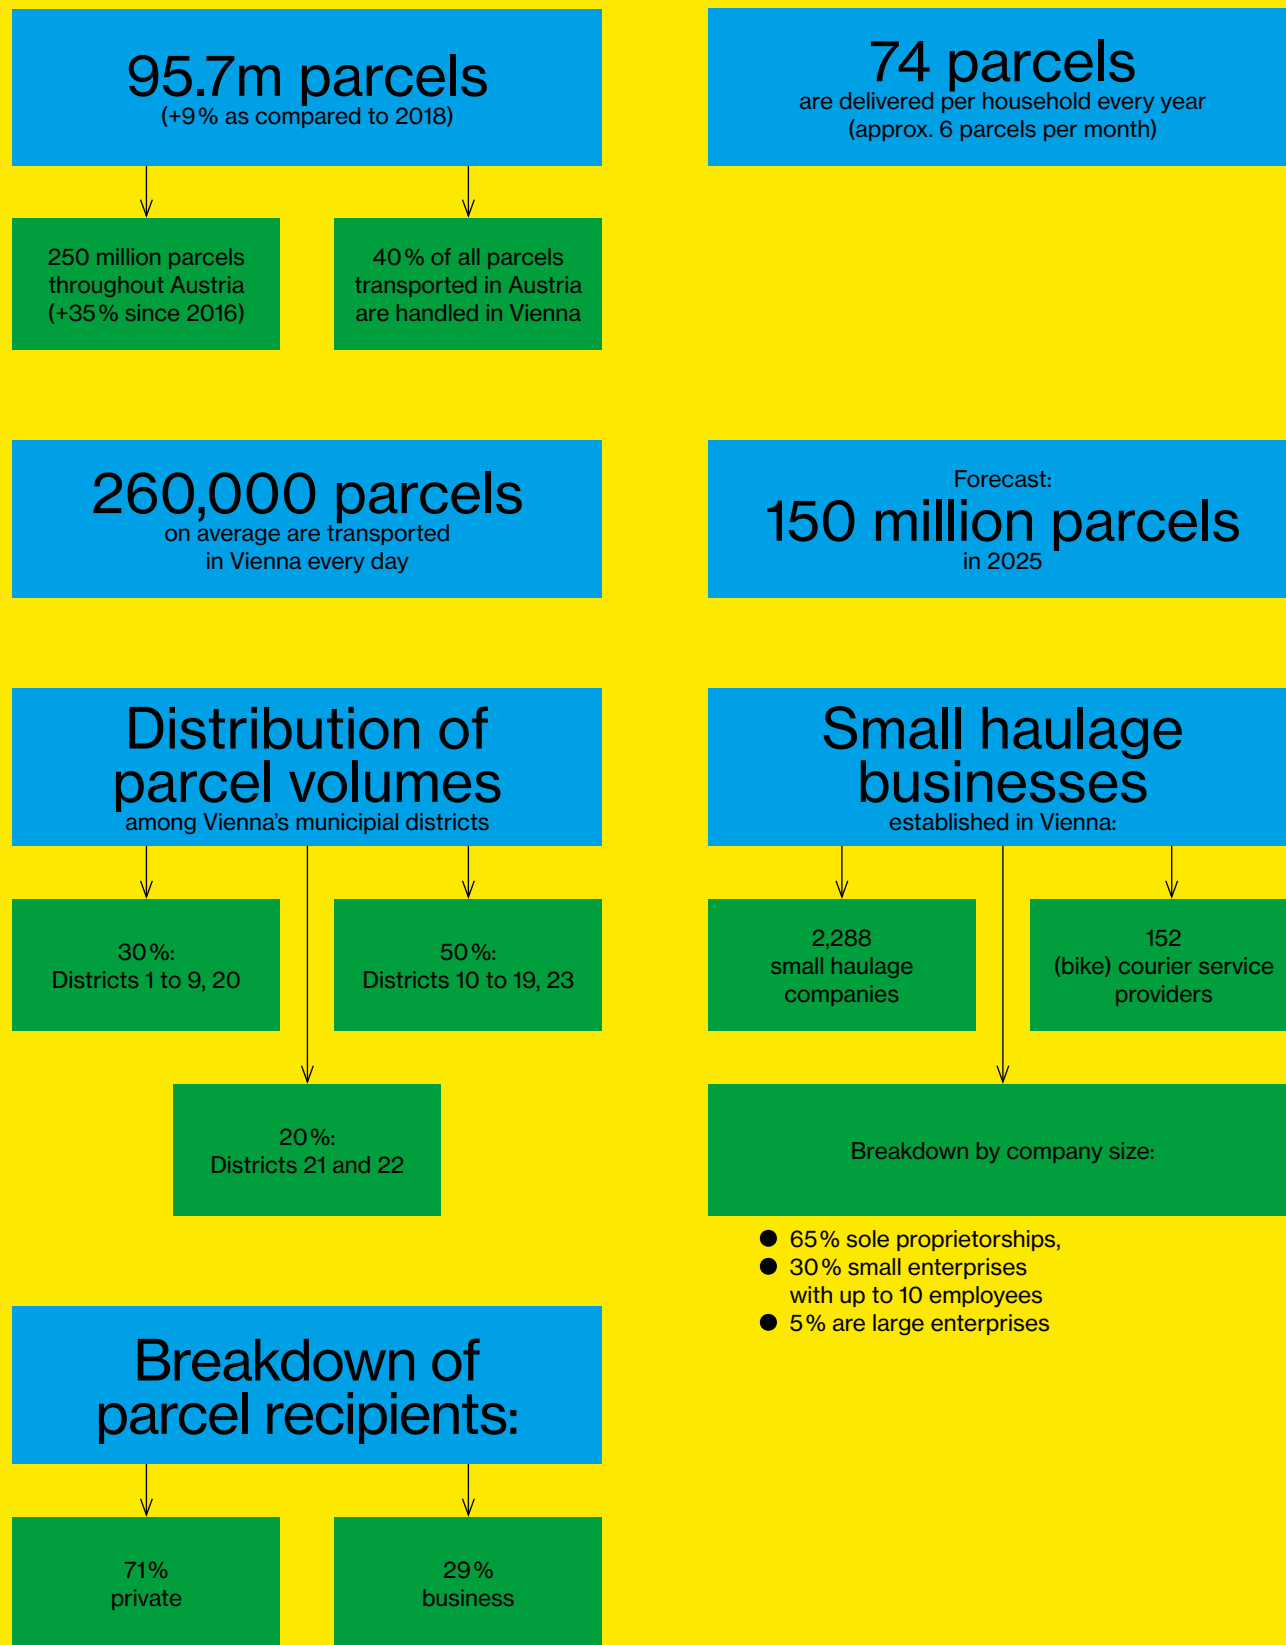 95.7m parcels
(+9% as compared to 2018)
250 million parcels
throughout Austria
(+35% since 2016)
40% of all parcels
transported in Austria
are handled in Vienna
74 parcels
are delivered per household every year
(approx. 6 parcels per month)
260,000 parcels
on average are transported
in Vienna every day
Forecast:
150 million parcels
in 2025
Distribution of
parcel volumes
among Vienna's municipial districts
30%:
Districts 1 to 9, 20
50%:
Districts 10 to 19, 23
20%:
Districts 21 and 22
Small haulage
businesses
established in Vienna:
2,288
small haulage
companies
152
(bike) courier service
providers
Breakdown by company size:
● 65% sole proprietorships,
● 30% small enterprises
with up to 10 employees
● 5% are large enterprises
Breakdown of
parcel recipients:
71%
private
29%
business